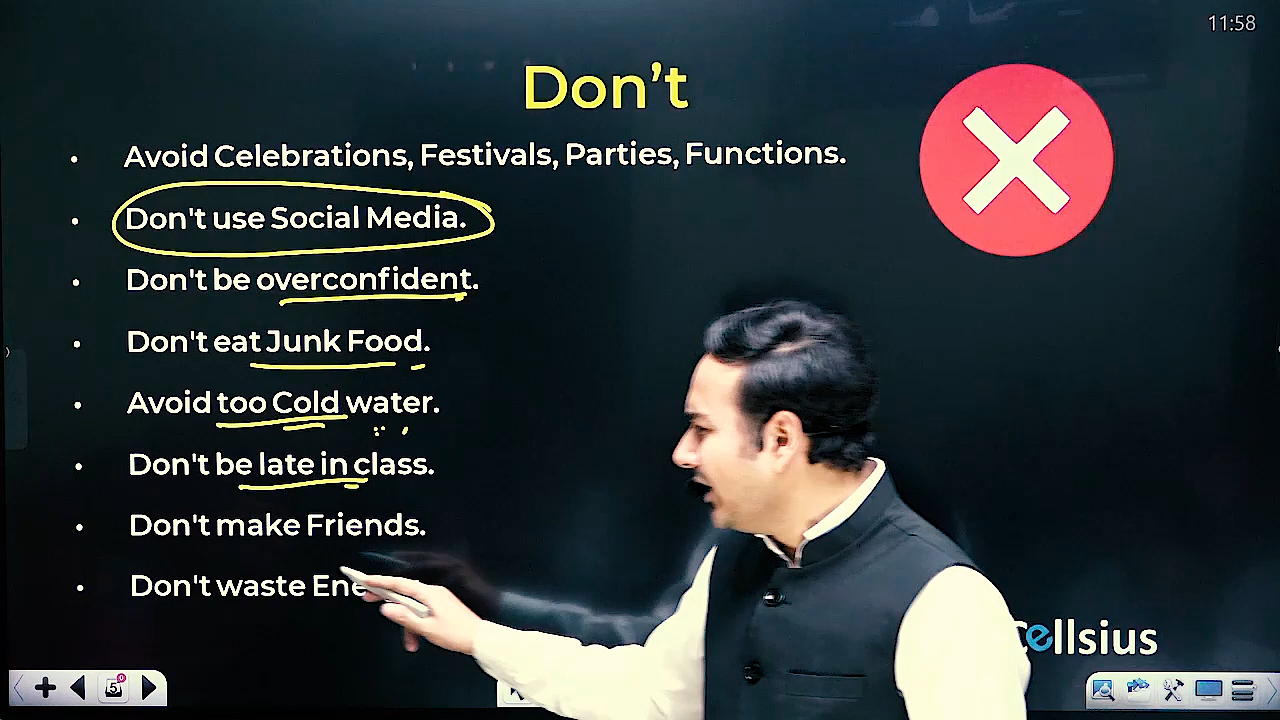 11:58
Don't
• Avoid Celebrations, Festivals, Parties, Functions.
• Don't use Social Media.
• Don't be overconfident.
• Don't eat Junk Food.
• Avoid too Cold water.
• Don't be late in class.
• Don't make Friends.
• Don't waste
Cellsius
5